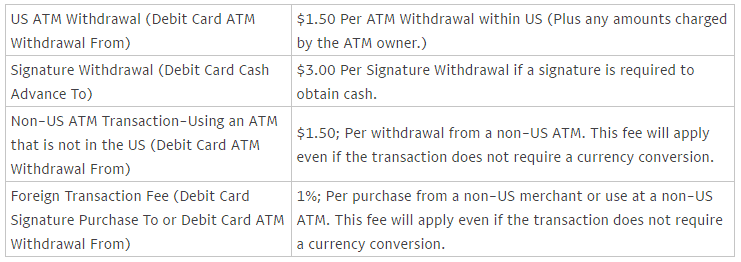 US ATM Withdrawal (Debit Card ATM
Withdrawal From)
$1.50 Per ATM Withdrawal within US (Plus any amounts charged
by the ATM owner.)
Signature Withdrawal (Debit Card Cash
Advance To)
$3.00 Per Signature Withdrawal if a signature is required to
obtain cash.
Non-US ATM Transaction-Using an ATM
that is not in the US (Debit Card ATM
Withdrawal From)
$1.50; Per withdrawal from a non-US ATM. This fee will apply
even if the transaction does not require a currency conversion.
Foreign Transaction Fee (Debit Card
Signature Purchase To or Debit Card ATM
Withdrawal From)
1%; Per purchase from a non-US merchant or use at a non-US
ATM. This fee will apply even if the transaction does not require
a currency conversion.